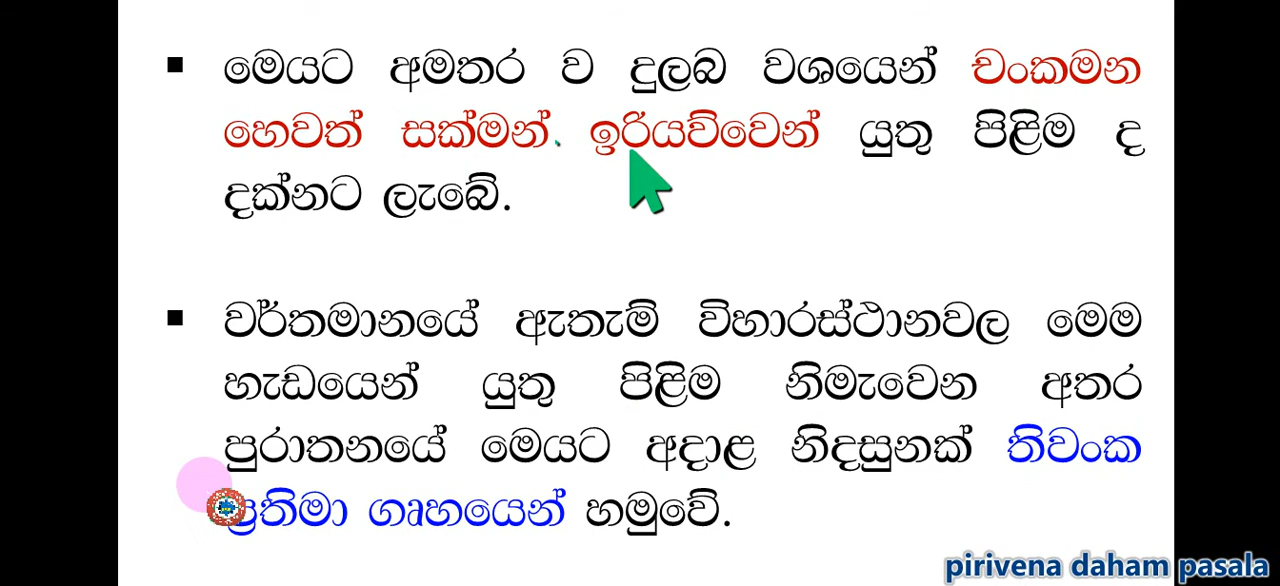 ▪ මෙයට අමතර ව දුලබ වශයෙන් චංකමන
හෙවත් සක්මන් ඉරියව්වෙන් යුතු පිළිම ද
දක්නට ලැබේ.
▪ වර්තමානයේ ඇතැම් විහාරස්ථානවල මෙම
හැඩයෙන් යුතු පිළිම නිමැවෙන අතර
පුරාතනයේ මෙයට අදාළ නිදසුනක් තිවංක
ප්‍රතිමා ගෘහයෙන් හමුවේ.
pirivena daham pasala